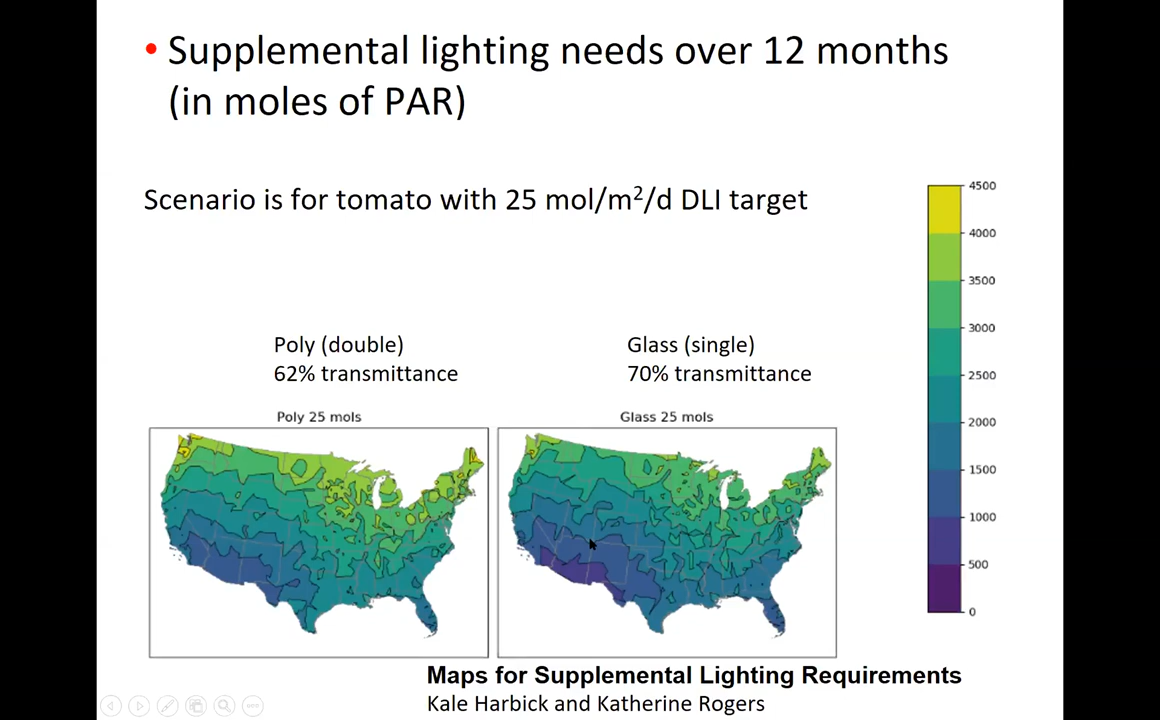 • Supplemental lighting needs over 12 months
(in moles of PAR)
Scenario is for tomato with 25 mol/m²/d DLI target
Poly (double)
62% transmittance
Glass (single)
70% transmittance
Poly 25 mols
Glass 25 mols
4500
4000
3500
3000
2500
2000
1500
1000
500
0
Maps for Supplemental Lighting Requirements
Kale Harbick and Katherine Rogers